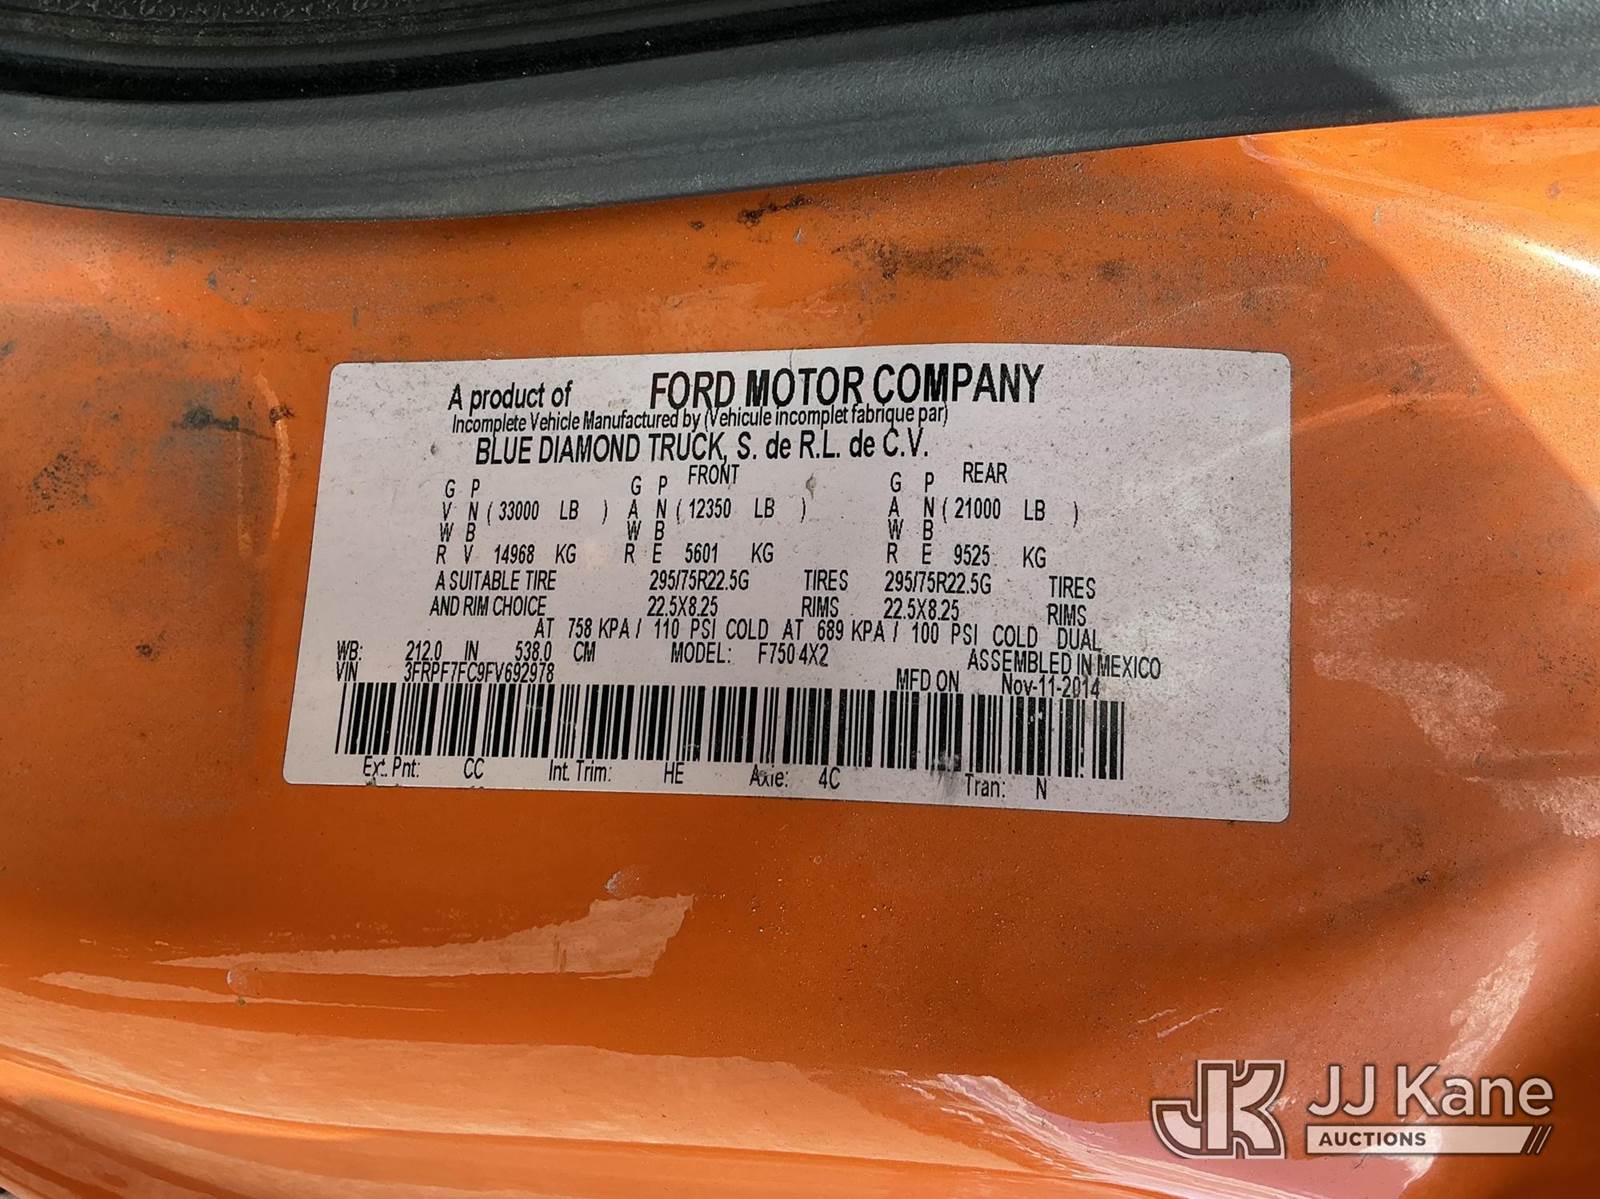 A product of FORD MOTOR COMPANY
Incomplete Vehicle Manufactured by (Vehicule incomplet fabrique par)
BLUE DIAMOND TRUCK, S. de R.L. de C.V.
FRONT REAR
G P G P G P
V N ( 33000 LB ) A N ( 12350 LB ) A N ( 21000 LB )
W B W B W B
R V 14968 KG R E 5601 KG R E 9525 KG
A SUITABLE TIRE 295/75R22.5G TIRES 295/75R22.5G TIRES
AND RIM CHOICE 22.5X8.25 RIMS 22.5X8.25 RIMS
AT 758 KPA / 110 PSI COLD AT 689 KPA / 100 PSI COLD DUAL
WB: 212.0 IN 538.0 CM MODEL: F750 4X2 ASSEMBLED IN MEXICO
VIN 3FRPF7FC9FV692978 MFD ON Nov-11-2014
Ext. Pnt: CC Int. Trim: HE Axle: 4C Tran: N
JK JJ Kane
AUCTIONS